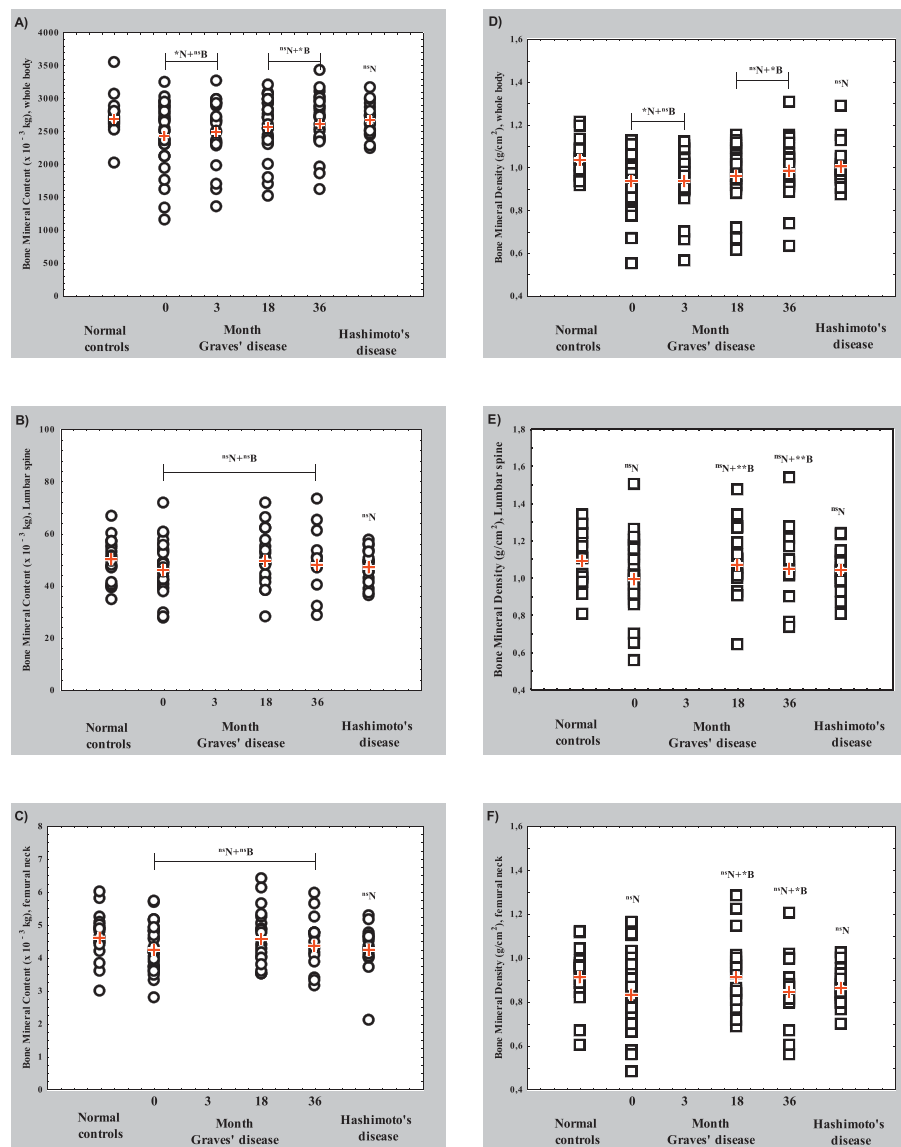 A)
Bone Mineral Content (x 10⁻³ kg), whole body
4000
3500
3000
2500
2000
1500
1000
500
0
*N+ⁿˢB
ⁿˢN+*B
ⁿˢN
0 3 18 36
Normal controls
Month
Graves' disease
Hashimoto's disease
D)
Bone Mineral Density (g/cm²), whole body
1,6
1,4
1,2
1,0
0,8
0,6
0,4
*N+ⁿˢB
ⁿˢN+*B
ⁿˢN
0 3 18 36
Normal controls
Month
Graves' disease
Hashimoto's disease
B)
Bone Mineral Content (x 10⁻³ kg), Lumbar spine
100
80
60
40
20
0
ⁿˢN+ⁿˢB
ⁿˢN
0 3 18 36
Normal controls
Month
Graves' disease
Hashimoto's disease
E)
Bone Mineral Density (g/cm²), Lumbar spine
1,8
1,6
1,4
1,2
1,0
0,8
0,6
0,4
ⁿˢN
ⁿˢN+**B
ⁿˢN+**B
ⁿˢN
0 3 18 36
Normal controls
Month
Graves' disease
Hashimoto's disease
C)
Bone Mineral Content (x 10⁻³ kg), femural neck
8
7
6
5
4
3
2
1
0
ⁿˢN+ⁿˢB
ⁿˢN
0 3 18 36
Normal controls
Month
Graves' disease
Hashimoto's disease
F)
Bone Mineral Density (g/cm²), femural neck
1,6
1,4
1,2
1,0
0,8
0,6
0,4
ⁿˢN
ⁿˢN+*B
ⁿˢN+*B
ⁿˢN
0 3 18 36
Normal controls
Month
Graves' disease
Hashimoto's disease